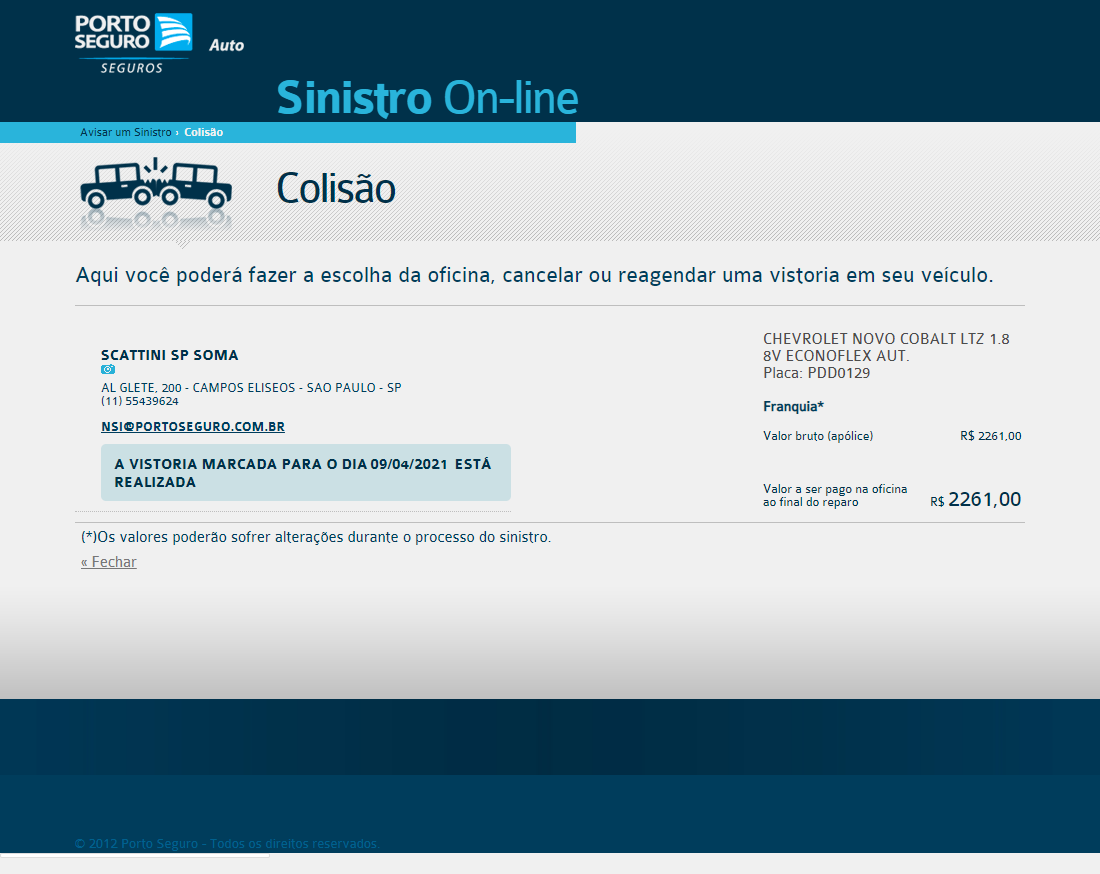 PORTO
SEGURO
Auto
SEGUROS
Sinistro On-line
Avisar um Sinistro › Colisão
Colisão
Aqui você poderá fazer a escolha da oficina, cancelar ou reagendar uma vistoria em seu veículo.
SCATTINI SP SOMA
AL GLETE, 200 - CAMPOS ELISEOS - SAO PAULO - SP
(11) 55439624
NSI@PORTOSEGURO.COM.BR
A VISTORIA MARCADA PARA O DIA 09/04/2021 ESTÁ
REALIZADA
CHEVROLET NOVO COBALT LTZ 1.8
8V ECONOFLEX AUT.
Placa: PDD0129
Franquia*
Valor bruto (apólice) R$ 2261,00
Valor a ser pago na oficina
ao final do reparo R$ 2261,00
(*)Os valores poderão sofrer alterações durante o processo do sinistro.
« Fechar
© 2012 Porto Seguro - Todos os direitos reservados.